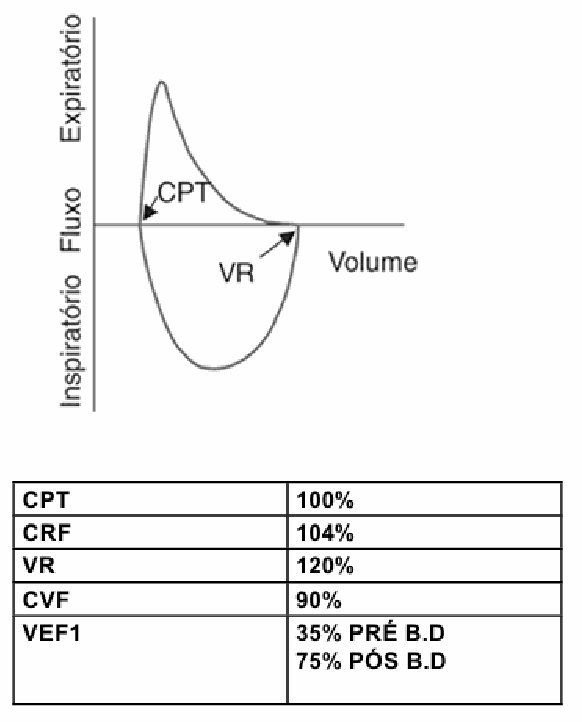 Expiratório
Fluxo
Inspiratório
CPT
VR
Volume
CPT 100%
CRF 104%
VR 120%
CVF 90%
VEF1 35% PRÉ B.D
75% PÓS B.D